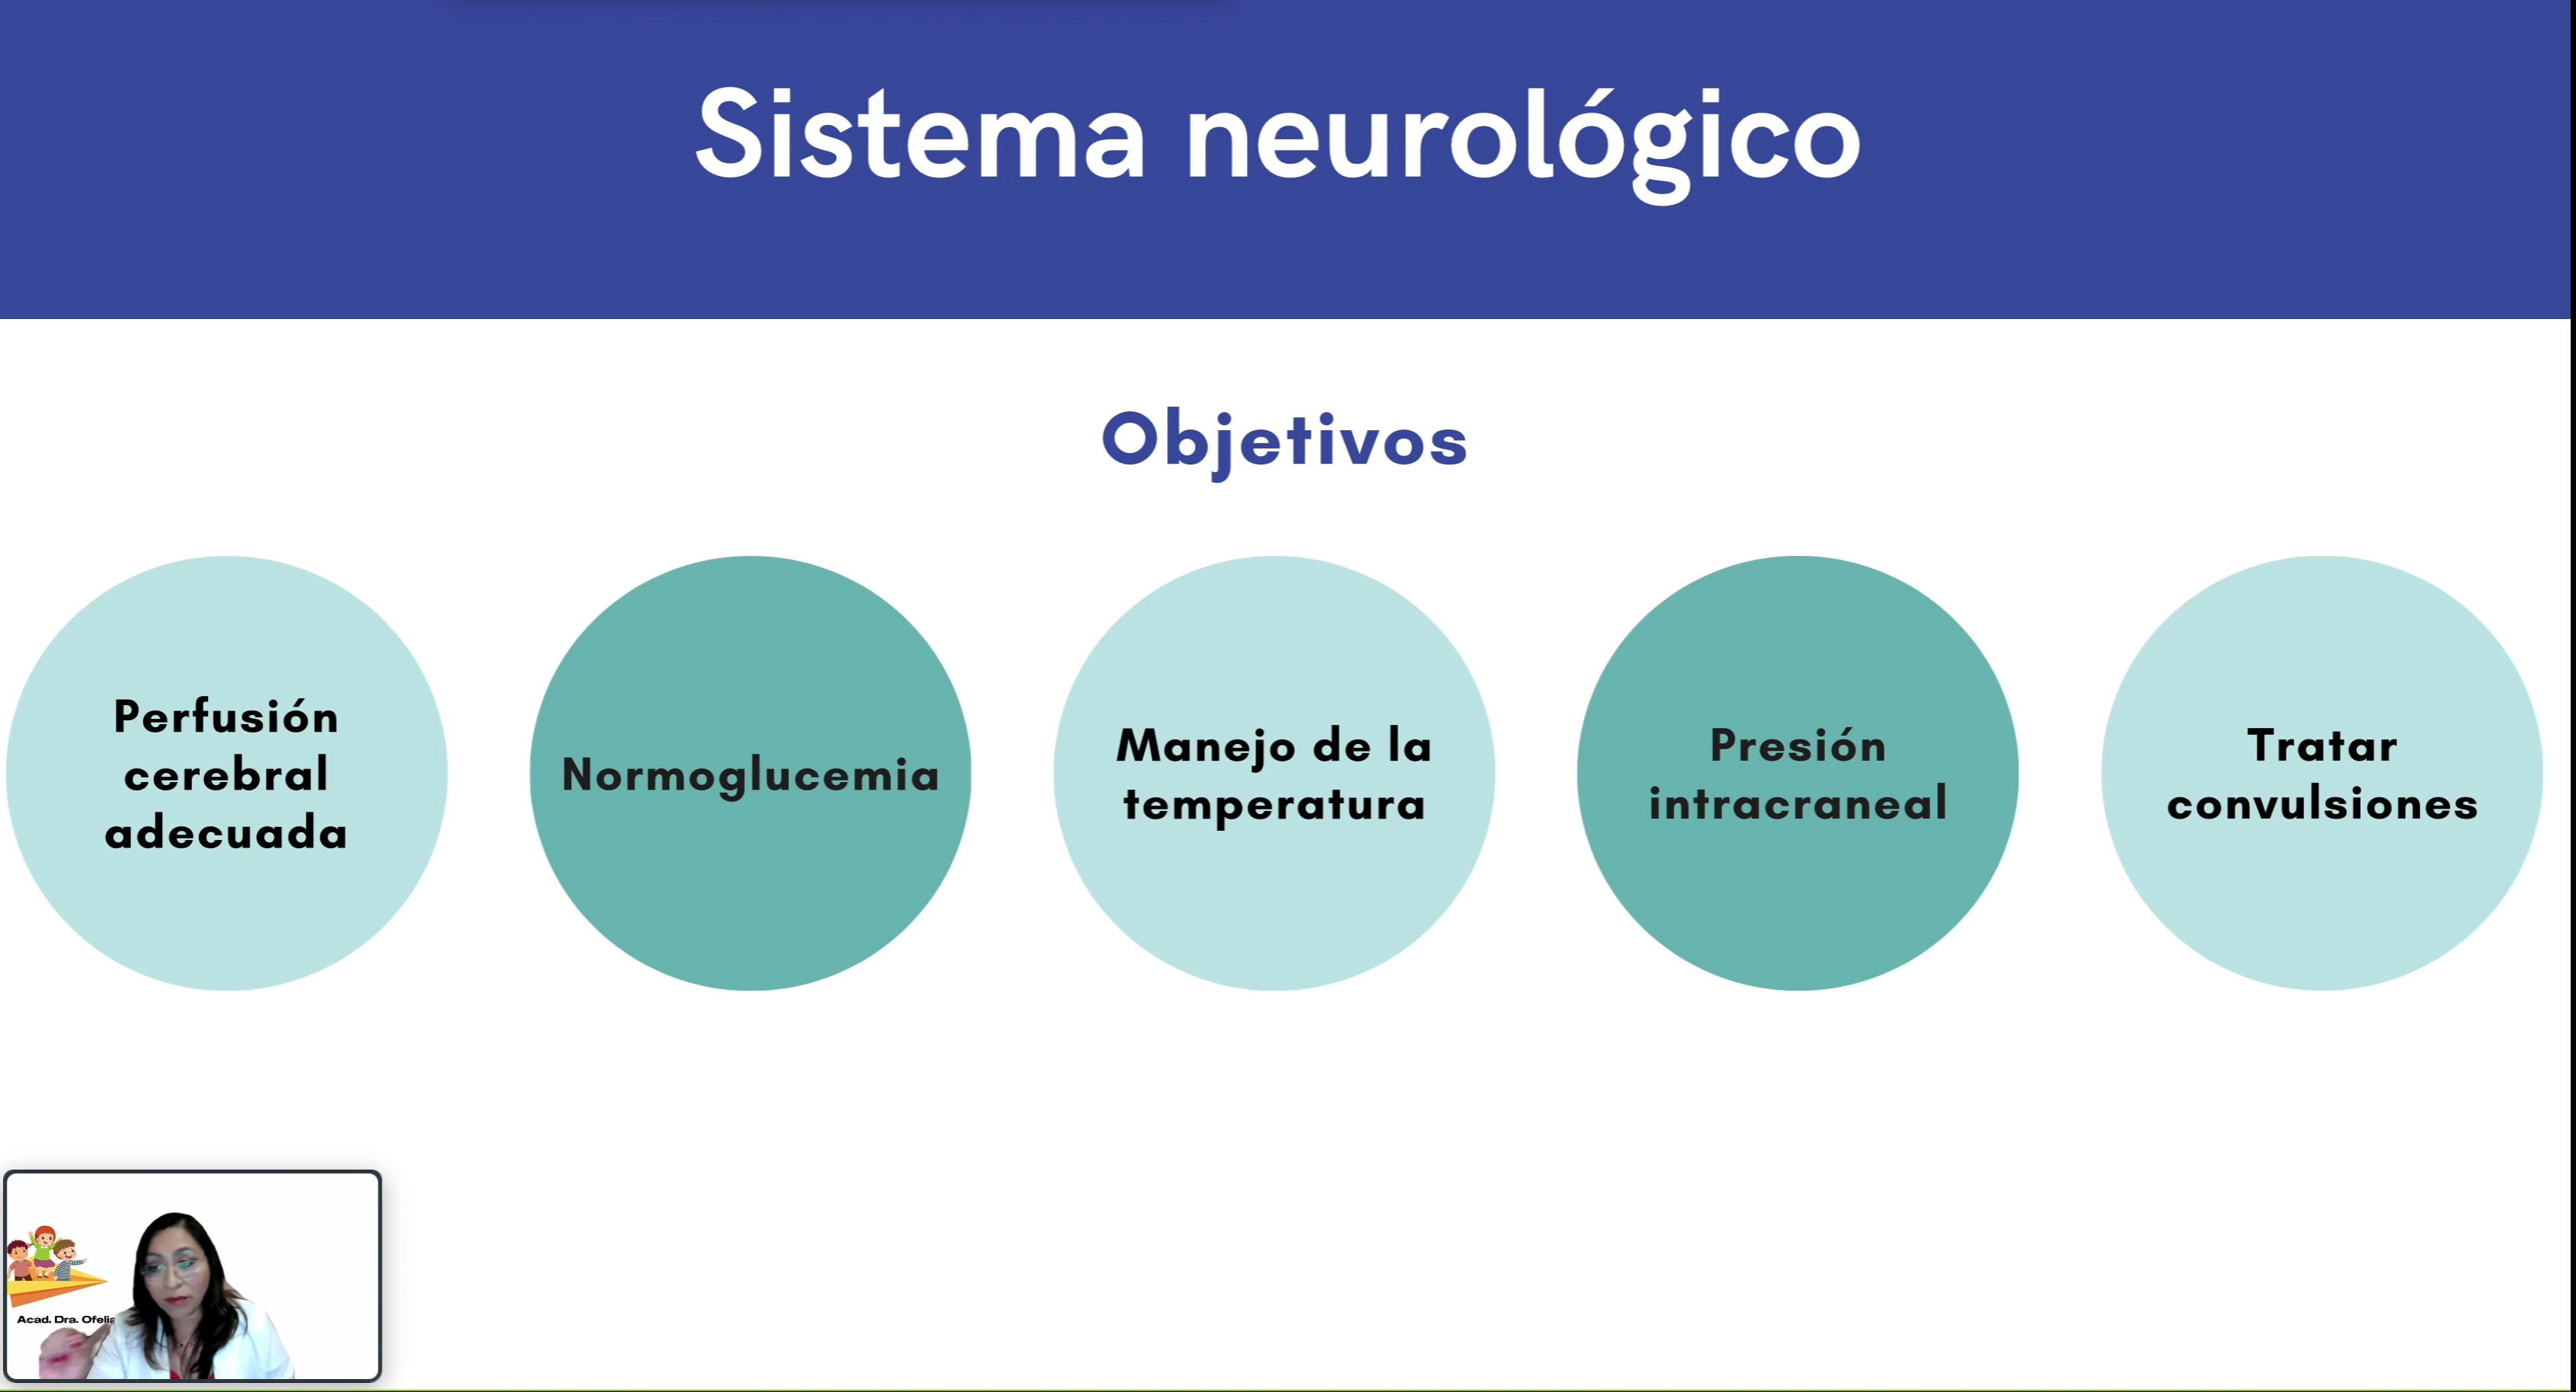 Sistema neurológico
Objetivos
Perfusión
cerebral
adecuada
Normoglucemia
Manejo de la
temperatura
Presión
intracraneal
Tratar
convulsiones
Acad. Dra. Ofelia